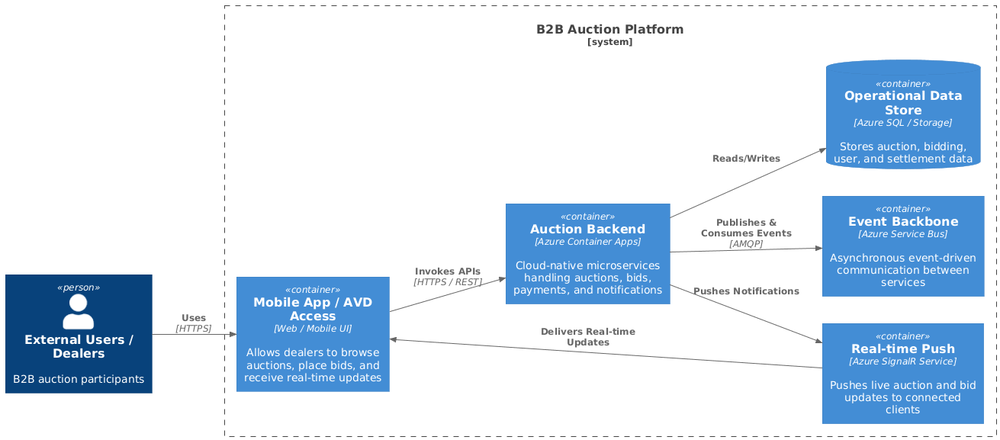 B2B Auction Platform
[system]
«person»
External Users /
Dealers
B2B auction participants
Uses
[HTTPS]
«container»
Mobile App / AVD
Access
[Web / Mobile UI]
Allows dealers to browse
auctions, place bids, and
receive real-time updates
Invokes APIs
[HTTPS / REST]
«container»
Auction Backend
[Azure Container Apps]
Cloud-native microservices
handling auctions, bids,
payments, and notifications
Reads/Writes
Publishes &
Consumes Events
[AMQP]
Pushes Notifications
Delivers Real-time
Updates
«container»
Operational Data
Store
[Azure SQL / Storage]
Stores auction, bidding,
user, and settlement data
«container»
Event Backbone
[Azure Service Bus]
Asynchronous event-driven
communication between
services
«container»
Real-time Push
[Azure SignalR Service]
Pushes live auction and bid
updates to connected
clients